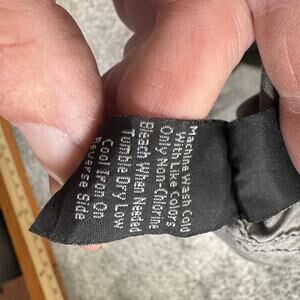 Machine Wash Cold
With Like Colors
Only Non-Chlorine
Bleach When Needed
Tumble Dry Low
Cool Iron On
Reverse Side